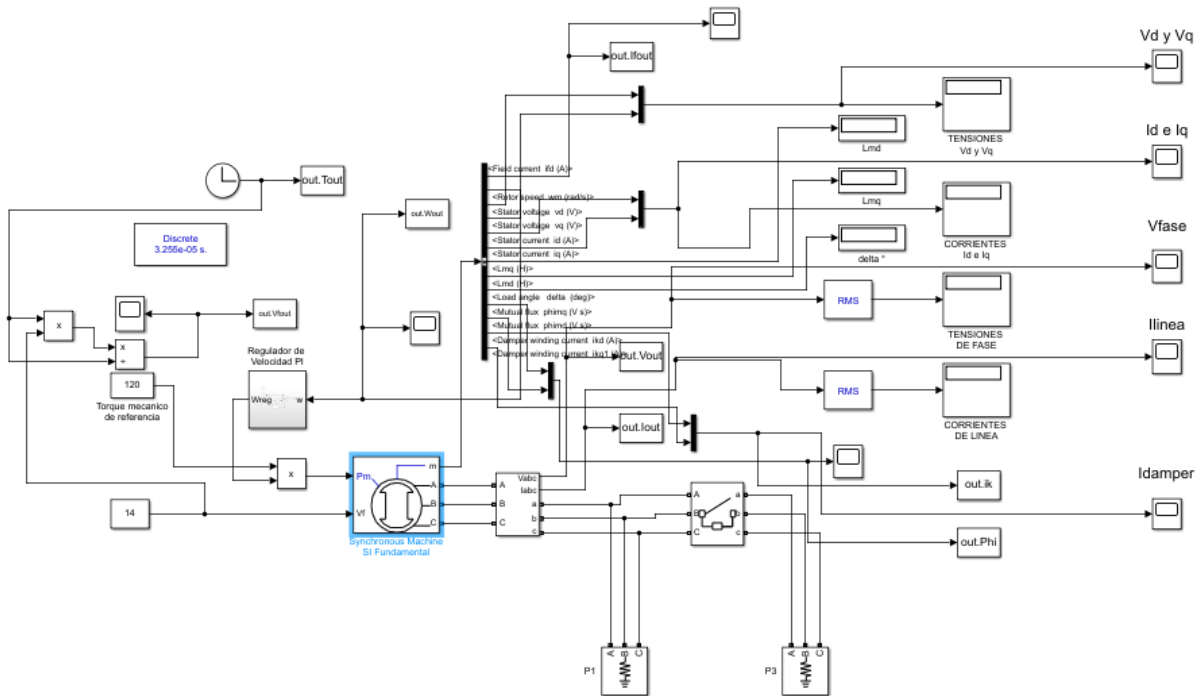 Vd y Vq
out.Ifout
TENSIONES
Vd y Vq
Lmd
Id e Iq
<Field current ifd (A)>
out.Tout
Lmq
<Rotor speed wm (rad/s)>
out.Wout
<Stator voltage vd (V)>
<Stator voltage vq (V)>
Discrete
3.255e-05 s.
<Stator current id (A)>
<Stator current iq (A)>
CORRIENTES
Id e Iq
delta °
Vfase
<Lmq (H)>
<Lmd (H)>
<Load angle delta (deg)>
RMS
TENSIONES
DE FASE
out.Vfout
<Mutual flux phimq (V.s)>
<Mutual flux phimd (V.s)>
<Damper winding current ikd (A)>
<Damper winding current ikq1 (A)>
Ilinea
x
x
÷
out.Vout
Regulador de
Velocidad PI
120
Torque mecanico
de referencia
Wreg
w
RMS
CORRIENTES
DE LINEA
out.Iout
x
Pm
m
A
B
C
Vf
Synchronous Machine
SI Fundamental
A
B
C
Vabc
Iabc
a
b
c
A
B
C
a
b
c
out.ik
Idamper
14
out.Phi
A
B
C
P1
A
B
C
P3